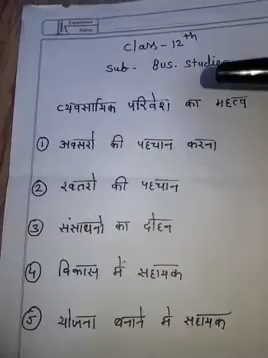 Class - 12th
Sub - Bus. Studies
व्यवसायिक परिवेश का महत्व
① अवसरो की पहचान करना
② खतरो की पहचान
③ संसाधनो का दोहन
④ विकास में सहायक
⑤ योजना बनाने मे सहायक